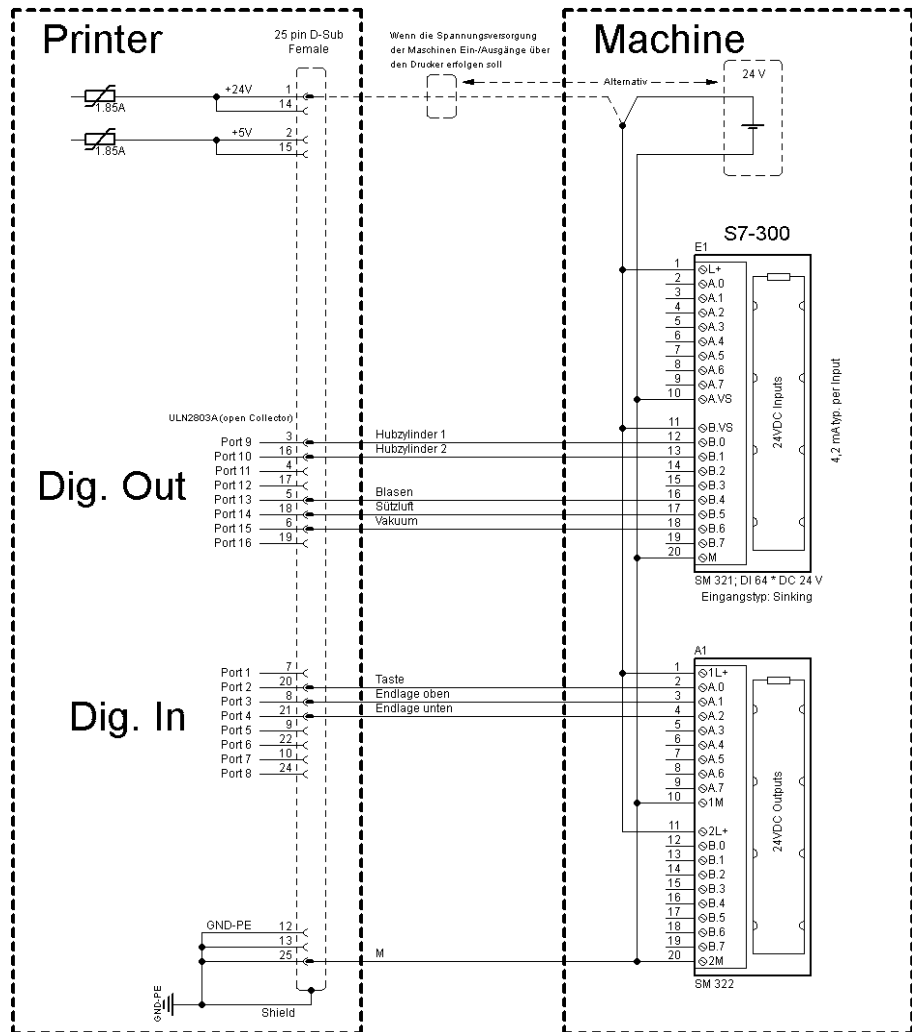 Printer
25 pin D-Sub
Female
Wenn die Spannungsversorgung
der Maschinen Ein-/Ausgänge über
den Drucker erfolgen soll
Machine
Alternativ
24 V
+24V 1
1.85A 14
+5V 2
1.85A 15
S7-300
E1
1 L+
2 A.0
3 A.1
4 A.2
5 A.3
6 A.4
7 A.5
8 A.6
9 A.7
10 A.VS
11 B.VS
12 B.0
13 B.1
14 B.2
15 B.3
16 B.4
17 B.5
18 B.6
19 B.7
20 M
24VDC Inputs
4,2 mA typ. per Input
SM 321; DI 64 * DC 24 V
Eingangstyp: Sinking
ULN2803A (open Collector)
Dig. Out
Port 9 3 Hubzylinder 1
Port 10 16 Hubzylinder 2
Port 11 4
Port 12 17
Port 13 5 Blasen
Port 14 18 Sützluft
Port 15 6 Vakuum
Port 16 19
Dig. In
Port 1 7
Port 2 20 Taste
Port 3 8 Endlage oben
Port 4 21 Endlage unten
Port 5 9
Port 6 22
Port 7 10
Port 8 24
A1
1 1L+
2 A.0
3 A.1
4 A.2
5 A.3
6 A.4
7 A.5
8 A.6
9 A.7
10 1M
11 2L+
12 B.0
13 B.1
14 B.2
15 B.3
16 B.4
17 B.5
18 B.6
19 B.7
20 2M
24VDC Outputs
SM 322
GND-PE 12
13
25 M
GND-PE
Shield